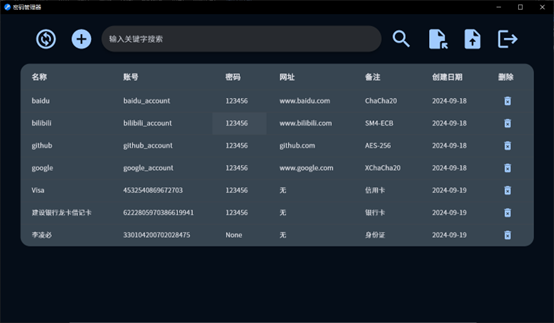 密码管理器
输入关键字搜索
名称 账号 密码 网址 备注 创建日期 删除
baidu baidu_account 123456 www.baidu.com ChaCha20 2024-09-18
bilibili bilibili_account 123456 www.bilibili.com SM4-ECB 2024-09-18
github github_account 123456 github.com AES-256 2024-09-18
google google_account 123456 www.google.com XChaCha20 2024-09-18
Visa 4532540869672703 123456 无 信用卡 2024-09-19
建设银行龙卡借记卡 6222805970386619941 123456 无 银行卡 2024-09-19
李凌必 330104200702028475 None 无 身份证 2024-09-19